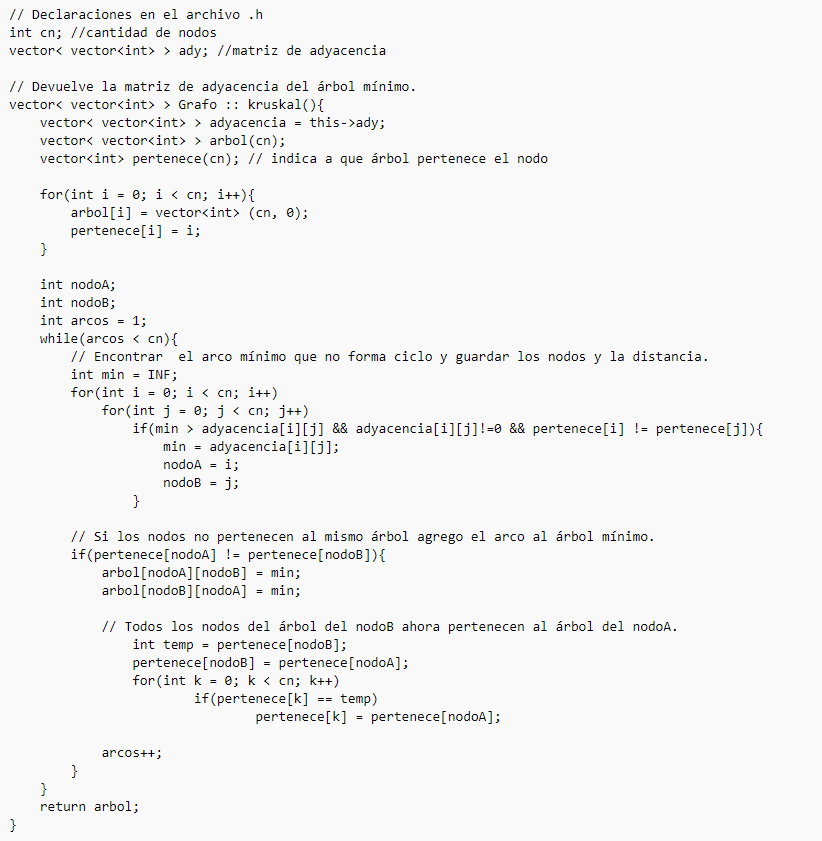 // Declaraciones en el archivo .h
int cn; //cantidad de nodos
vector< vector<int> > ady; //matriz de adyacencia

// Devuelve la matriz de adyacencia del árbol mínimo.
vector< vector<int> > Grafo :: kruskal(){
    vector< vector<int> > adyacencia = this->ady;
    vector< vector<int> > arbol(cn);
    vector<int> pertenece(cn); // indica a que árbol pertenece el nodo

    for(int i = 0; i < cn; i++){
        arbol[i] = vector<int> (cn, 0);
        pertenece[i] = i;
    }

    int nodoA;
    int nodoB;
    int arcos = 1;
    while(arcos < cn){
        // Encontrar  el arco mínimo que no forma ciclo y guardar los nodos y la distancia.
        int min = INF;
        for(int i = 0; i < cn; i++)
            for(int j = 0; j < cn; j++)
                if(min > adyacencia[i][j] && adyacencia[i][j]!=0 && pertenece[i] != pertenece[j]){
                    min = adyacencia[i][j];
                    nodoA = i;
                    nodoB = j;
                }

        // Si los nodos no pertenecen al mismo árbol agrego el arco al árbol mínimo.
        if(pertenece[nodoA] != pertenece[nodoB]){
            arbol[nodoA][nodoB] = min;
            arbol[nodoB][nodoA] = min;

            // Todos los nodos del árbol del nodoB ahora pertenecen al árbol del nodoA.
                int temp = pertenece[nodoB];
                pertenece[nodoB] = pertenece[nodoA];
                for(int k = 0; k < cn; k++)
                        if(pertenece[k] == temp)
                                pertenece[k] = pertenece[nodoA];

            arcos++;
        }
    }
    return arbol;
}